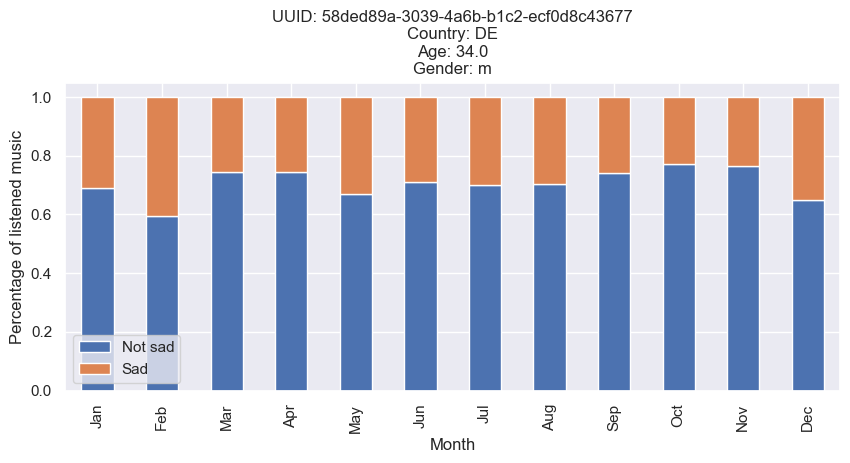 UUID: 58ded89a-3039-4a6b-b1c2-ecf0d8c43677
Country: DE
Age: 34.0
Gender: m
Percentage of listened music
1.0
0.8
0.6
0.4
0.2
0.0
Not sad
Sad
Jan
Feb
Mar
Apr
May
Jun
Jul
Aug
Sep
Oct
Nov
Dec
Month